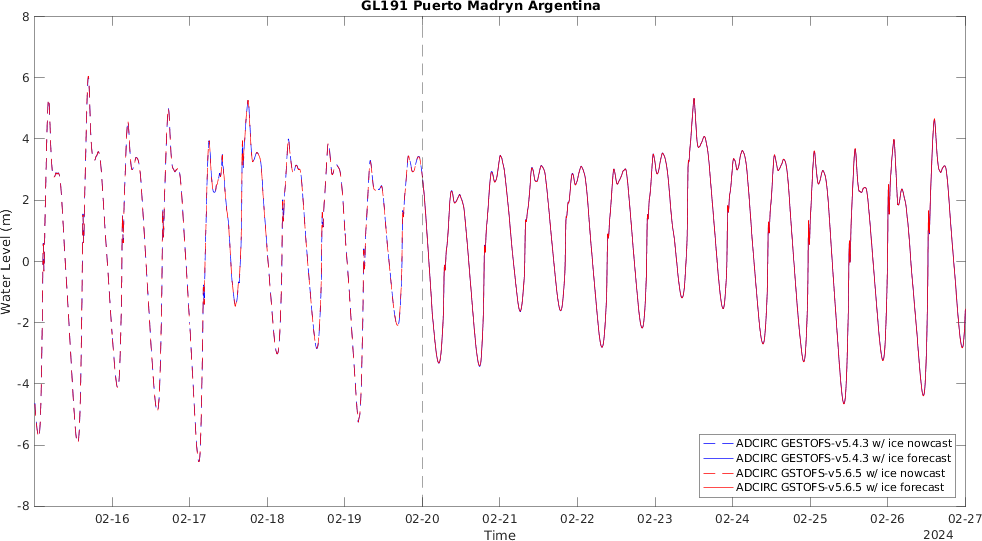 GL191 Puerto Madryn Argentina
8
6
4
2
0
-2
-4
-6
-8
Water Level (m)
ADCIRC GESTOFS-v5.4.3 w/ ice nowcast
ADCIRC GESTOFS-v5.4.3 w/ ice forecast
ADCIRC GSTOFS-v5.6.5 w/ ice nowcast
ADCIRC GSTOFS-v5.6.5 w/ ice forecast
02-16 02-17 02-18 02-19 02-20 02-21 02-22 02-23 02-24 02-25 02-26 02-27
Time
2024